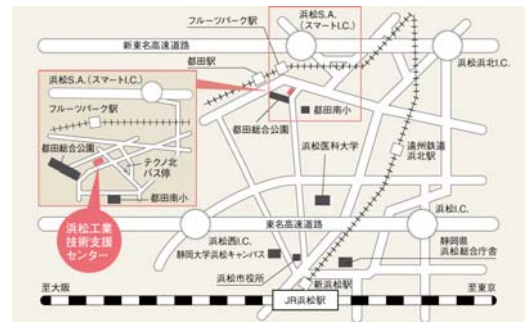 フルーツパーク駅
浜松S.A.
(スマートI.C.)
新東名高速道路
都田駅
浜松浜北I.C.
浜松S.A.(スマートI.C.)
フルーツパーク駅
都田総合公園
テクノ北
バス停
都田南小
都田総合公園
都田南小
浜松医科大学
遠州鉄道
浜北駅
浜松工業
技術支援
センター
東名高速道路
浜松I.C.
浜松西I.C.
静岡大学浜松キャンパス
浜松市役所
新浜松駅
静岡県
浜松総合庁舎
至大阪
JR浜松駅
至東京